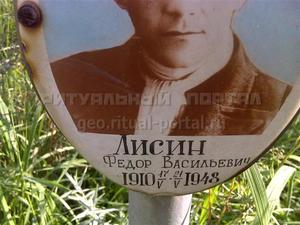 РИТУАЛЬНЫЙ ПОРТАЛ
geo.ritual-portal.ru
ЛИСИН
ФЕДОР ВАСИЛЬЕВИЧ
1910 17/V - 21/V 1948